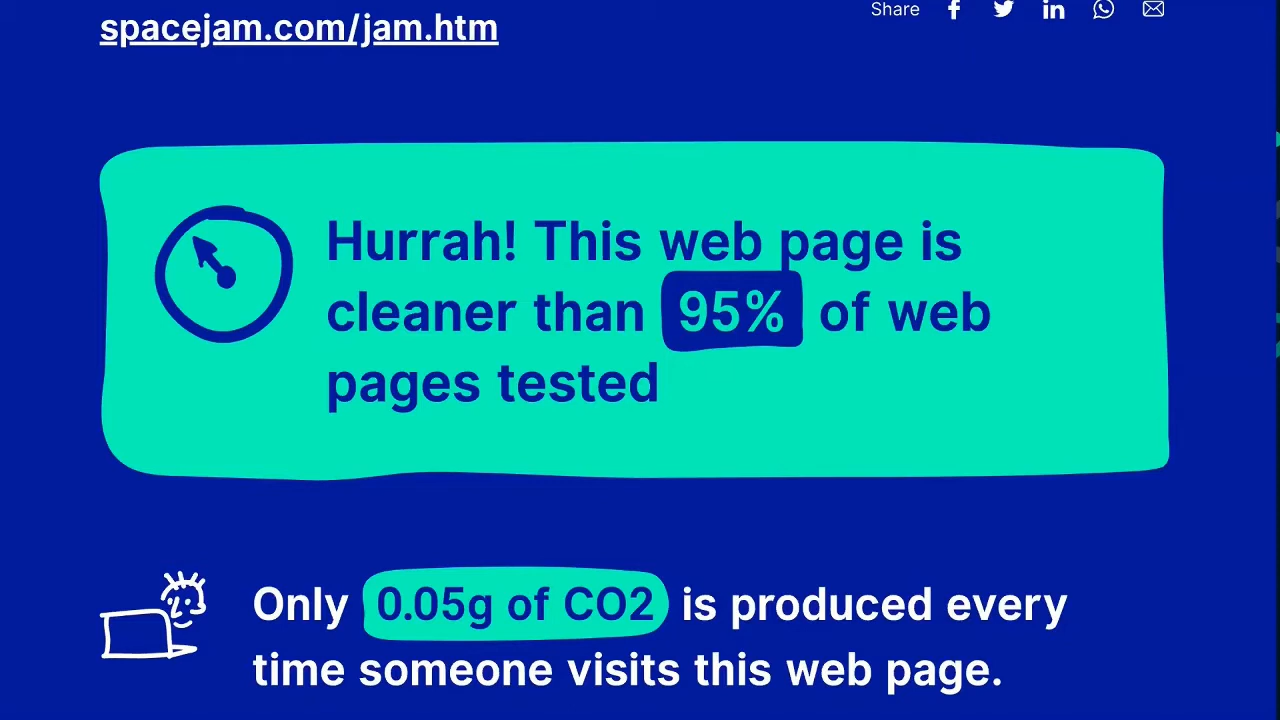 spacejam.com/jam.htm
Share
Hurrah! This web page is
cleaner than 95% of web
pages tested
Only 0.05g of CO2 is produced every
time someone visits this web page.